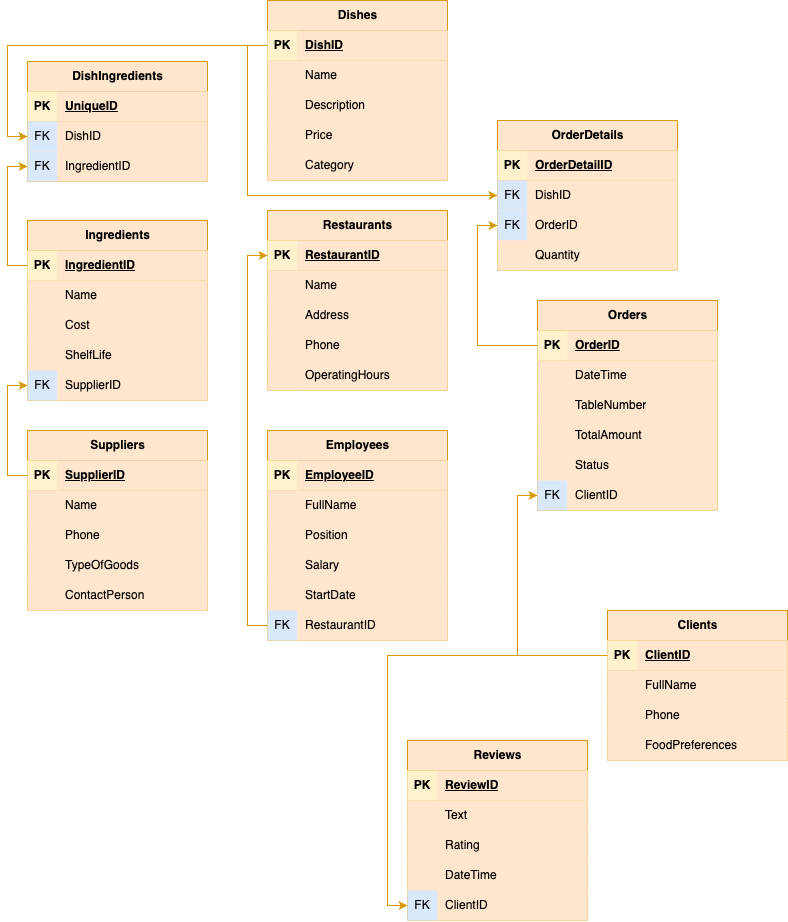 Dishes
PK DishID
Name
Description
Price
Category
DishIngredients
PK UniqueID
FK DishID
FK IngredientID
OrderDetails
PK OrderDetailID
FK DishID
FK OrderID
Quantity
Ingredients
PK IngredientID
Name
Cost
ShelfLife
FK SupplierID
Restaurants
PK RestaurantID
Name
Address
Phone
OperatingHours
Orders
PK OrderID
DateTime
TableNumber
TotalAmount
Status
FK ClientID
Suppliers
PK SupplierID
Name
Phone
TypeOfGoods
ContactPerson
Employees
PK EmployeeID
FullName
Position
Salary
StartDate
FK RestaurantID
Clients
PK ClientID
FullName
Phone
FoodPreferences
Reviews
PK ReviewID
Text
Rating
DateTime
FK ClientID